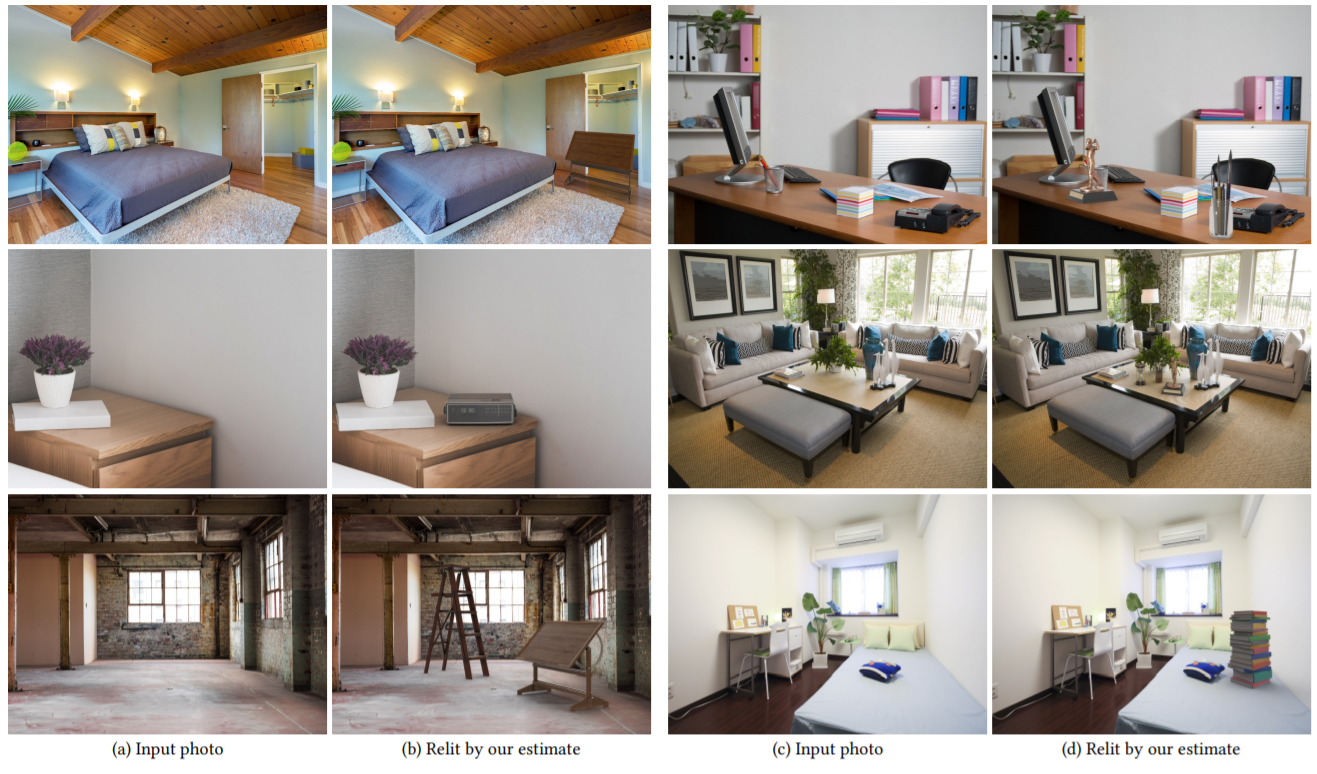 (a) Input photo
(b) Relit by our estimate
(c) Input photo
(d) Relit by our estimate